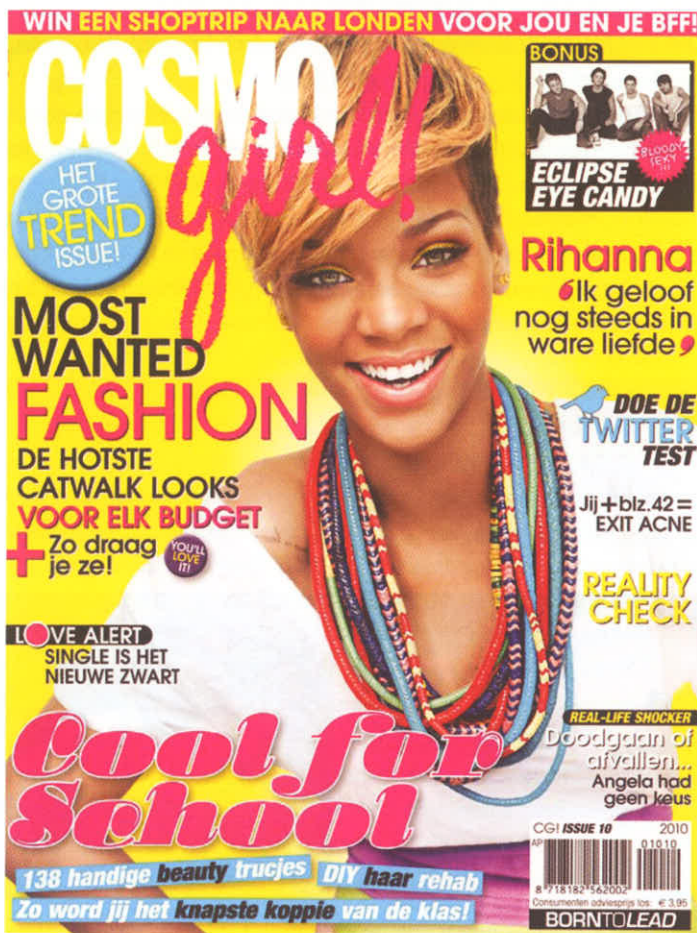 WIN EEN SHOPTRIP NAAR LONDEN VOOR JOU EN JE BFF!
COSMO
girl!
HET
GROTE
TREND
ISSUE!
BONUS
BLOODY
SEXY
!!!
ECLIPSE
EYE CANDY
Rihanna
'Ik geloof
nog steeds in
ware liefde'
MOST
WANTED
FASHION
DE HOTSTE
CATWALK LOOKS
VOOR ELK BUDGET
+ Zo draag
je ze!
YOU'LL
LOVE
IT!
DOE DE
TWITTER
TEST
Jij+blz.42=
EXIT ACNE
REALITY
CHECK
LOVE ALERT
SINGLE IS HET
NIEUWE ZWART
REAL-LIFE SHOCKER
Doodgaan of
afvallen...
Angela had
geen keus
Cool for
School
138 handige beauty trucjes
DIY haar rehab
Zo word jij het knapste koppie van de klas!
CG! ISSUE 10 2010
AP
01010
8 718182 562002
Consumenten adviesprijs los: € 3,95
BORNTOLEAD